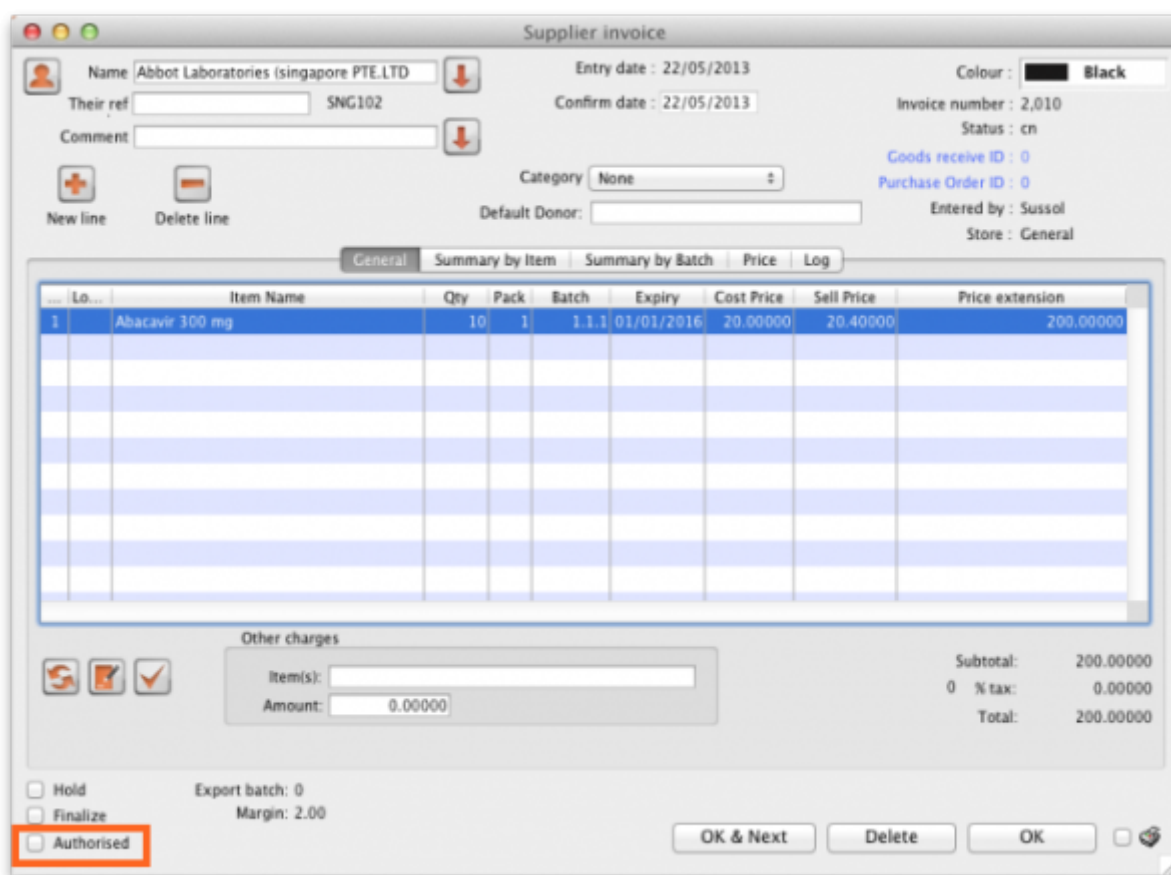 Supplier invoice
Name Abbot Laboratories (singapore PTE.LTD Entry date : 22/05/2013 Colour : Black
Their ref SNG102 Confirm date : 22/05/2013 Invoice number : 2,010
Comment Status : cn
Goods receive ID : 0
Category None Purchase Order ID : 0
New line Delete line Default Donor: Entered by : Sussol
Store : General
General Summary by Item Summary by Batch Price Log
... Lo... Item Name Qty Pack Batch Expiry Cost Price Sell Price Price extension
1 Abacavir 300 mg 10 1 1.1.1 01/01/2016 20.00000 20.40000 200.00000
Other charges
Item(s): Subtotal: 200.00000
Amount: 0.00000 0 % tax: 0.00000
Total: 200.00000
Hold Export batch: 0
Finalize Margin: 2.00
Authorised OK & Next Delete OK